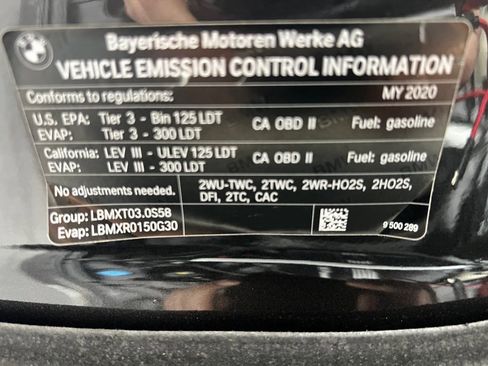 Bayerische Motoren Werke AG
VEHICLE EMISSION CONTROL INFORMATION
Conforms to regulations: MY 2020
U.S. EPA: Tier 3 - Bin 125 LDT CA OBD II Fuel: gasoline
EVAP: Tier 3 - 300 LDT
California: LEV III - ULEV 125 LDT CA OBD II Fuel: gasoline
EVAP: LEV III - 300 LDT
No adjustments needed. 2WU-TWC, 2TWC, 2WR-HO2S, 2HO2S,
DFI, 2TC, CAC
Group: LBMXT03.0S58
Evap: LBMXR0150G30
9 500 289